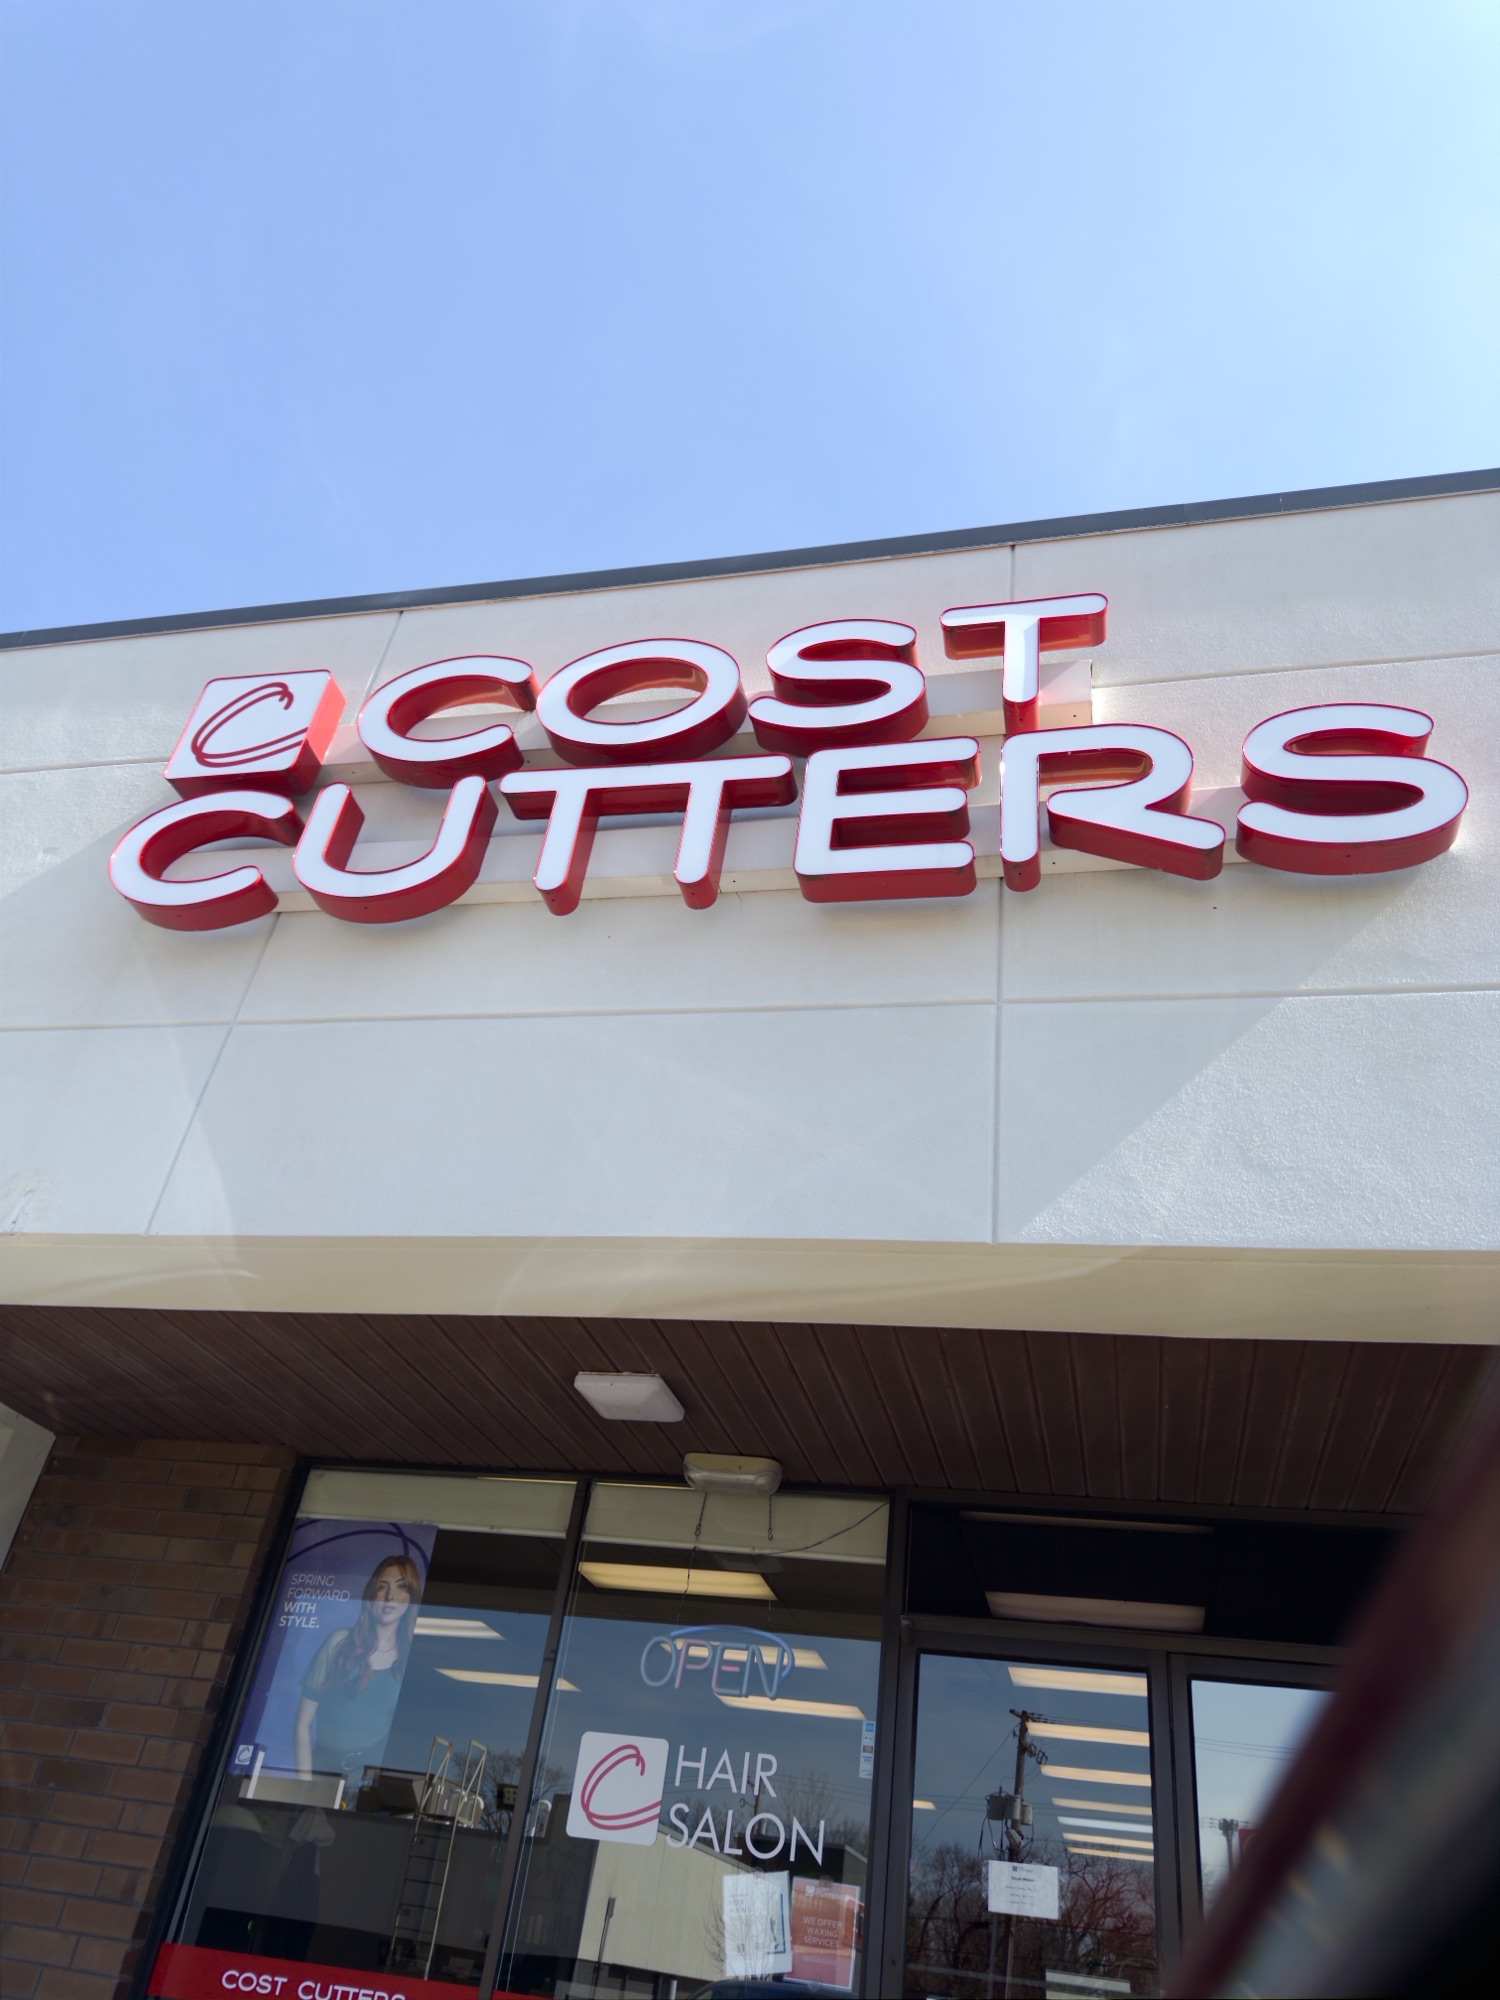 C COST
CUTTERS
SPRING
FORWARD
WITH
STYLE.
OPEN
C HAIR
SALON
WE OFFER
WAXING
SERVICES
COST CUTTERS